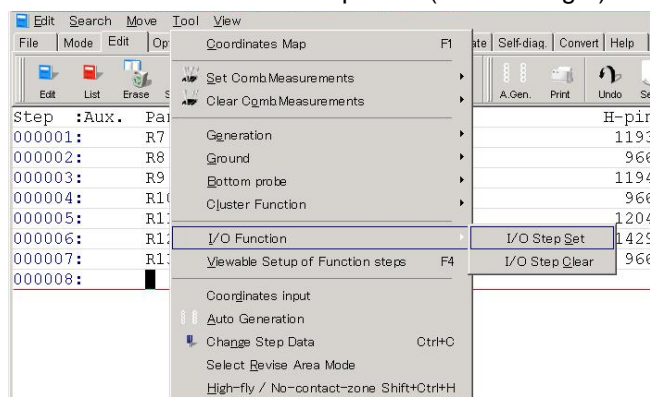 Edit Search Move Tool View
File Mode Edit
Self-diag. Convert Help
Edit List Erase
A.Gen. Print Undo
Coordinates Map F1
Set Comb.Measurements
Clear Comb.Measurements
Generation
Ground
Bottom probe
Cluster Function
I/O Function
Viewable Setup of Function steps F4
Coordinates input
Auto Generation
Change Step Data Ctrl+C
Select Revise Area Mode
High-fly / No-contact-zone Shift+Ctrl+H
I/O Step Set
I/O Step Clear
Step :Aux. H-pin
000001: R7 1193
000002: R8 966
000003: R9 1194
000004: 966
000005: 1204
000006: 1429
000007: 966
000008: